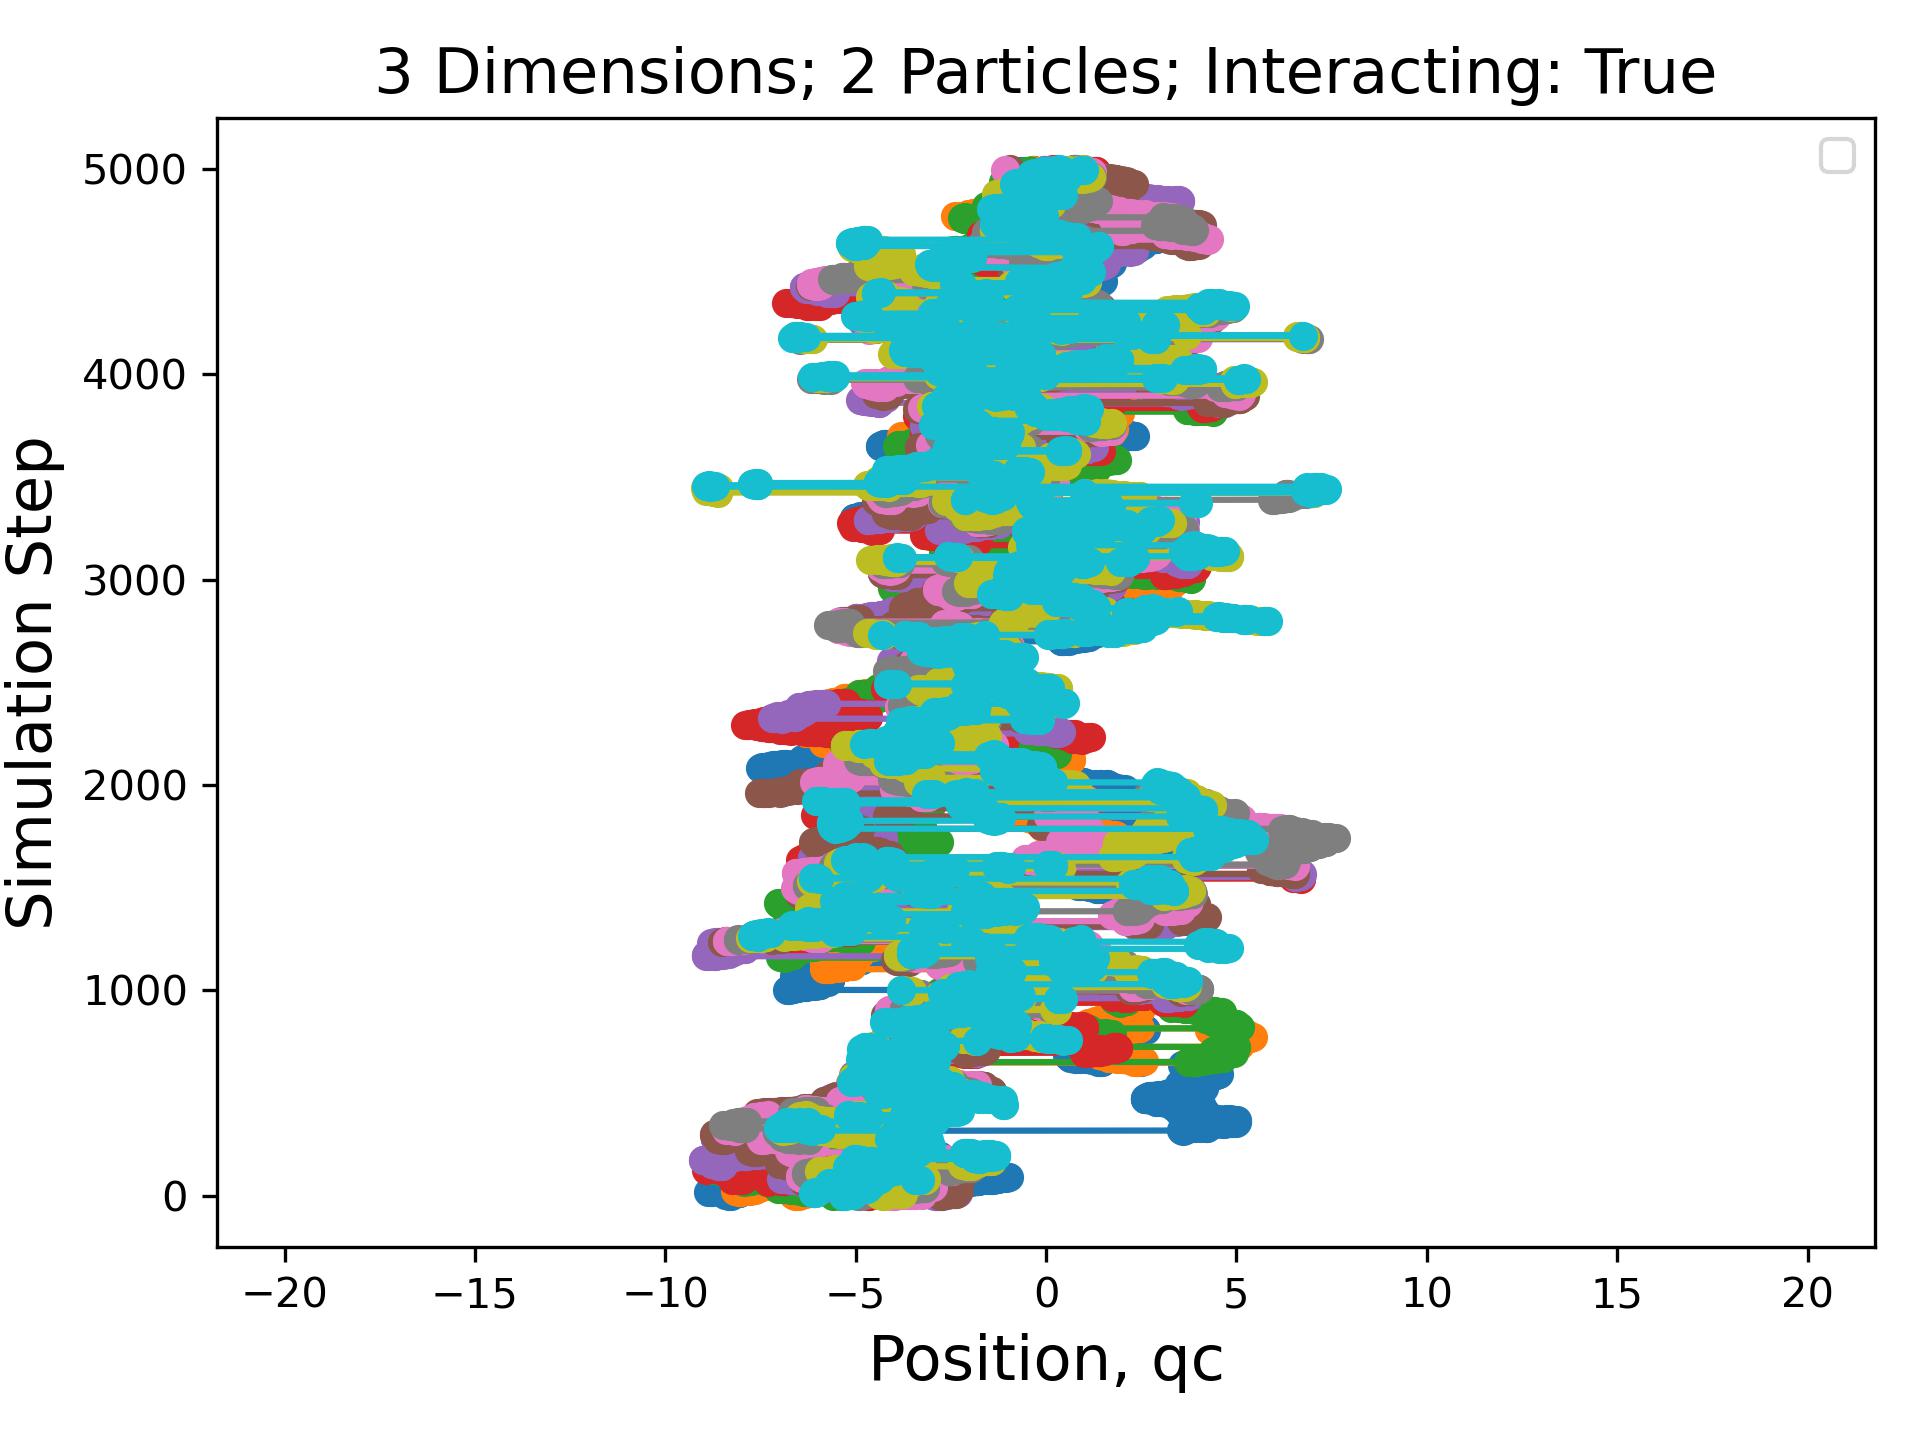 3 Dimensions; 2 Particles; Interacting: True
5000
4000
3000
2000
1000
0
Simulation Step
−20 −15 −10 −5 0 5 10 15 20
Position, qc